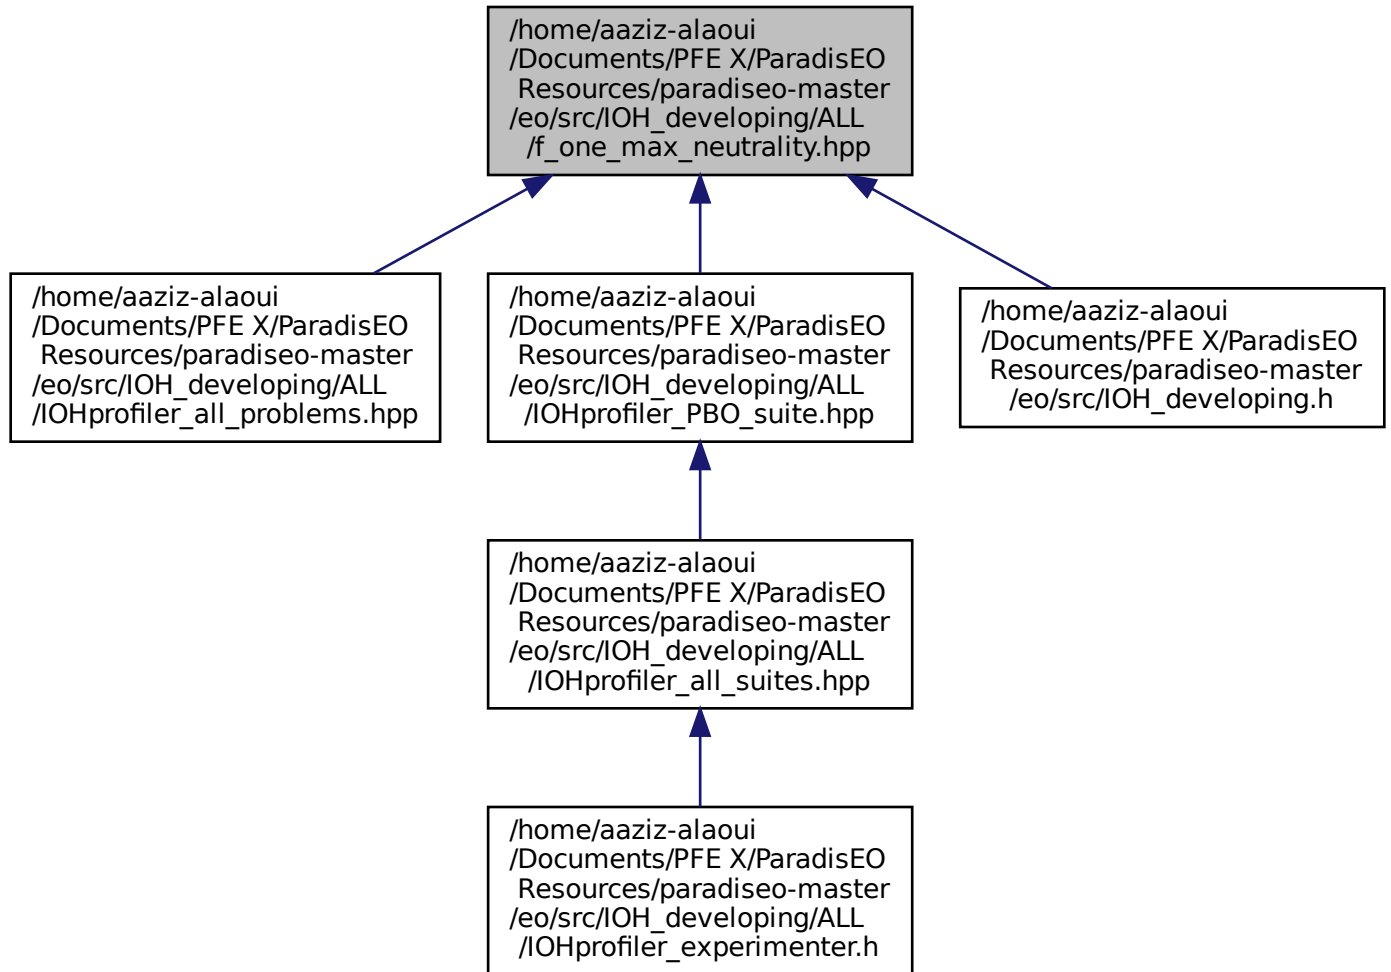 /home/aaziz-alaoui
/Documents/PFE X/ParadisEO
Resources/paradiseo-master
/eo/src/IOH_developing/ALL
/f_one_max_neutrality.hpp
/home/aaziz-alaoui
/Documents/PFE X/ParadisEO
Resources/paradiseo-master
/eo/src/IOH_developing/ALL
/IOHprofiler_all_problems.hpp
/home/aaziz-alaoui
/Documents/PFE X/ParadisEO
Resources/paradiseo-master
/eo/src/IOH_developing/ALL
/IOHprofiler_PBO_suite.hpp
/home/aaziz-alaoui
/Documents/PFE X/ParadisEO
Resources/paradiseo-master
/eo/src/IOH_developing.h
/home/aaziz-alaoui
/Documents/PFE X/ParadisEO
Resources/paradiseo-master
/eo/src/IOH_developing/ALL
/IOHprofiler_all_suites.hpp
/home/aaziz-alaoui
/Documents/PFE X/ParadisEO
Resources/paradiseo-master
/eo/src/IOH_developing/ALL
/IOHprofiler_experimenter.h